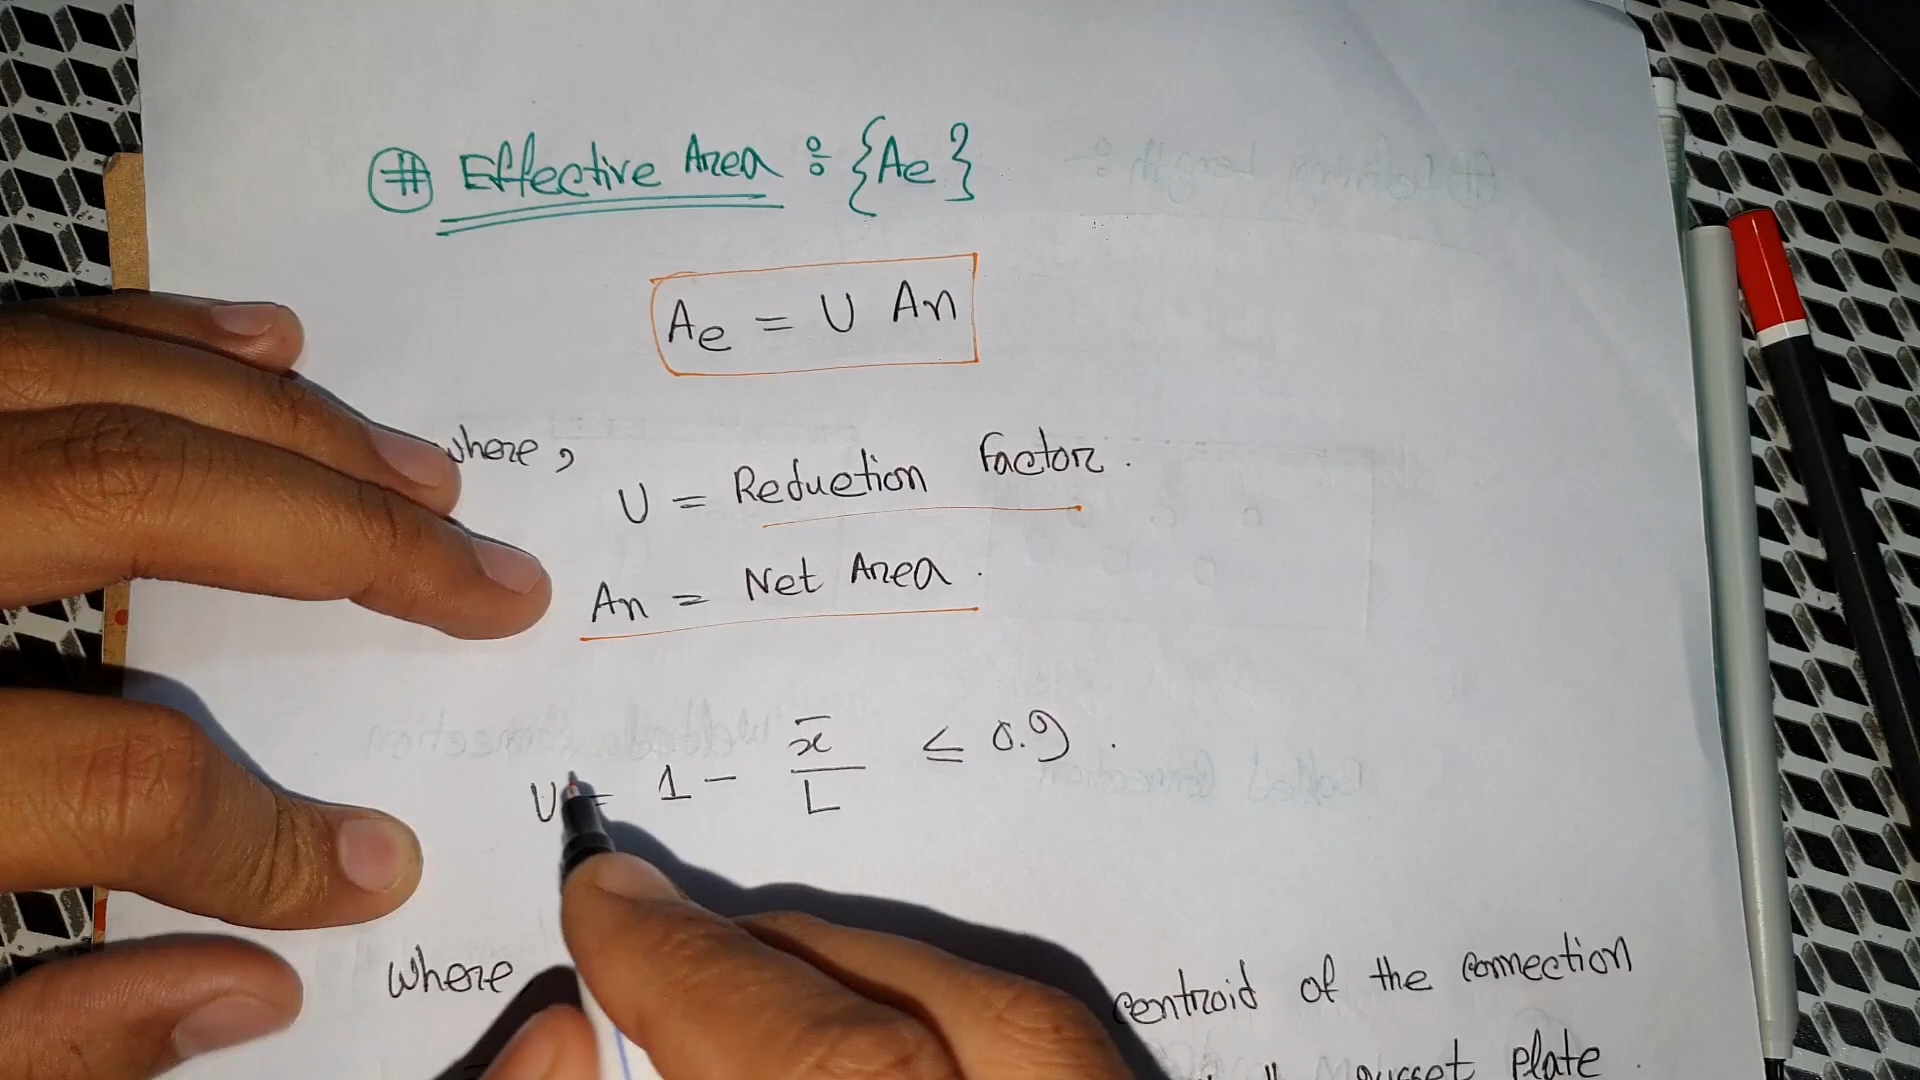 # Effective Area : {Ae}
Ae = U An
where,
U = Reduction factor.
An = Net Area.
U = 1 - x̄/L ≤ 0.9.
where centroid of the connection
gusset plate.